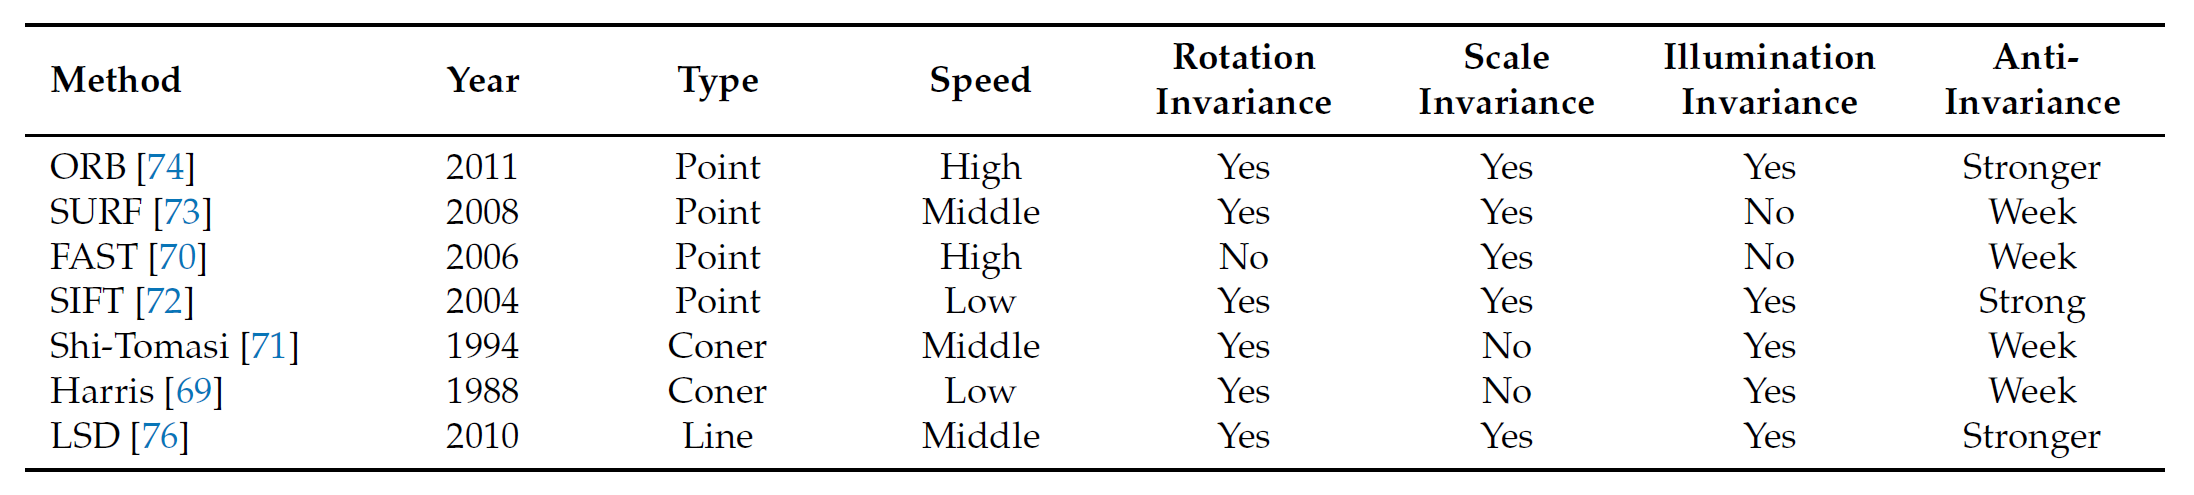 Method Year Type Speed Rotation Invariance Scale Invariance Illumination Invariance Anti-Invariance
ORB [74] 2011 Point High Yes Yes Yes Stronger
SURF [73] 2008 Point Middle Yes Yes No Week
FAST [70] 2006 Point High No Yes No Week
SIFT [72] 2004 Point Low Yes Yes Yes Strong
Shi-Tomasi [71] 1994 Coner Middle Yes No Yes Week
Harris [69] 1988 Coner Low Yes No Yes Week
LSD [76] 2010 Line Middle Yes Yes Yes Stronger